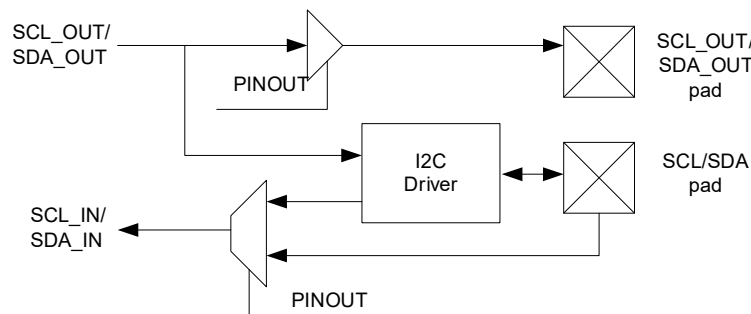 SCL_OUT/
SDA_OUT
PINOUT
SCL_OUT/
SDA_OUT
pad
I2C
Driver
SCL/SDA
pad
SCL_IN/
SDA_IN
PINOUT